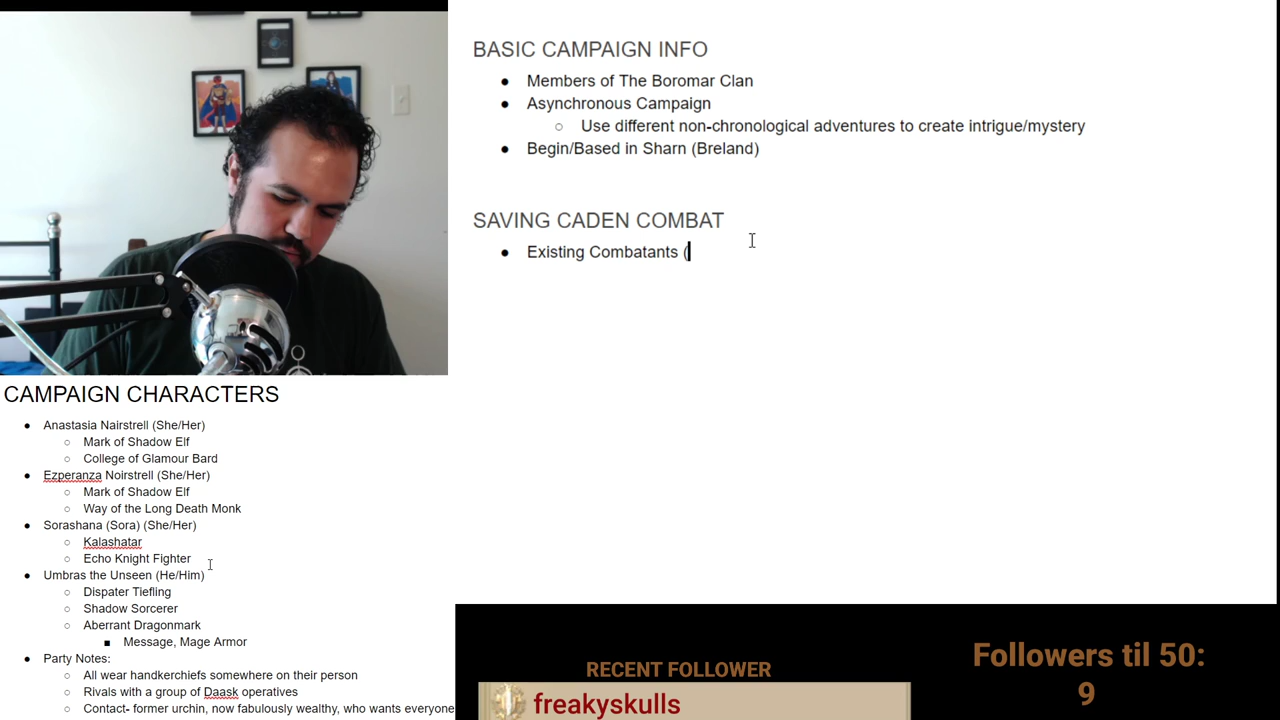 BASIC CAMPAIGN INFO
● Members of The Boromar Clan
● Asynchronous Campaign
○ Use different non-chronological adventures to create intrigue/mystery
● Begin/Based in Sharn (Breland)
SAVING CADEN COMBAT
● Existing Combatants (
CAMPAIGN CHARACTERS
● Anastasia Nairstrell (She/Her)
○ Mark of Shadow Elf
○ College of Glamour Bard
● Ezperanza Noirstrell (She/Her)
○ Mark of Shadow Elf
○ Way of the Long Death Monk
● Sorashana (Sora) (She/Her)
○ Kalashatar
○ Echo Knight Fighter
● Umbras the Unseen (He/Him)
○ Dispater Tiefling
○ Shadow Sorcerer
○ Aberrant Dragonmark
■ Message, Mage Armor
● Party Notes:
○ All wear handkerchiefs somewhere on their person
○ Rivals with a group of Daask operatives
○ Contact- former urchin, now fabulously wealthy, who wants everyone
RECENT FOLLOWER
freakyskulls
Followers til 50:
9